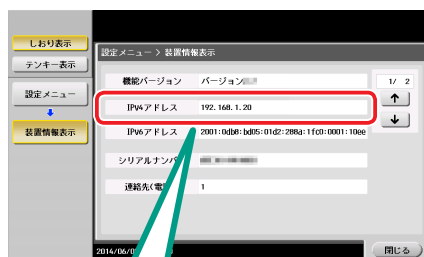 しおり表示
テンキー表示
設定メニュー
装置情報表示
設定メニュー > 装置情報表示
機能バージョン バージョン
1/ 2
IPv4アドレス 192.168.1.20
IPv6アドレス 2001:0db8:bd05:01d2:288a:1fc0:0001:10ee
シリアルナンバ
連絡先(電 1
2014/06/0
閉じる